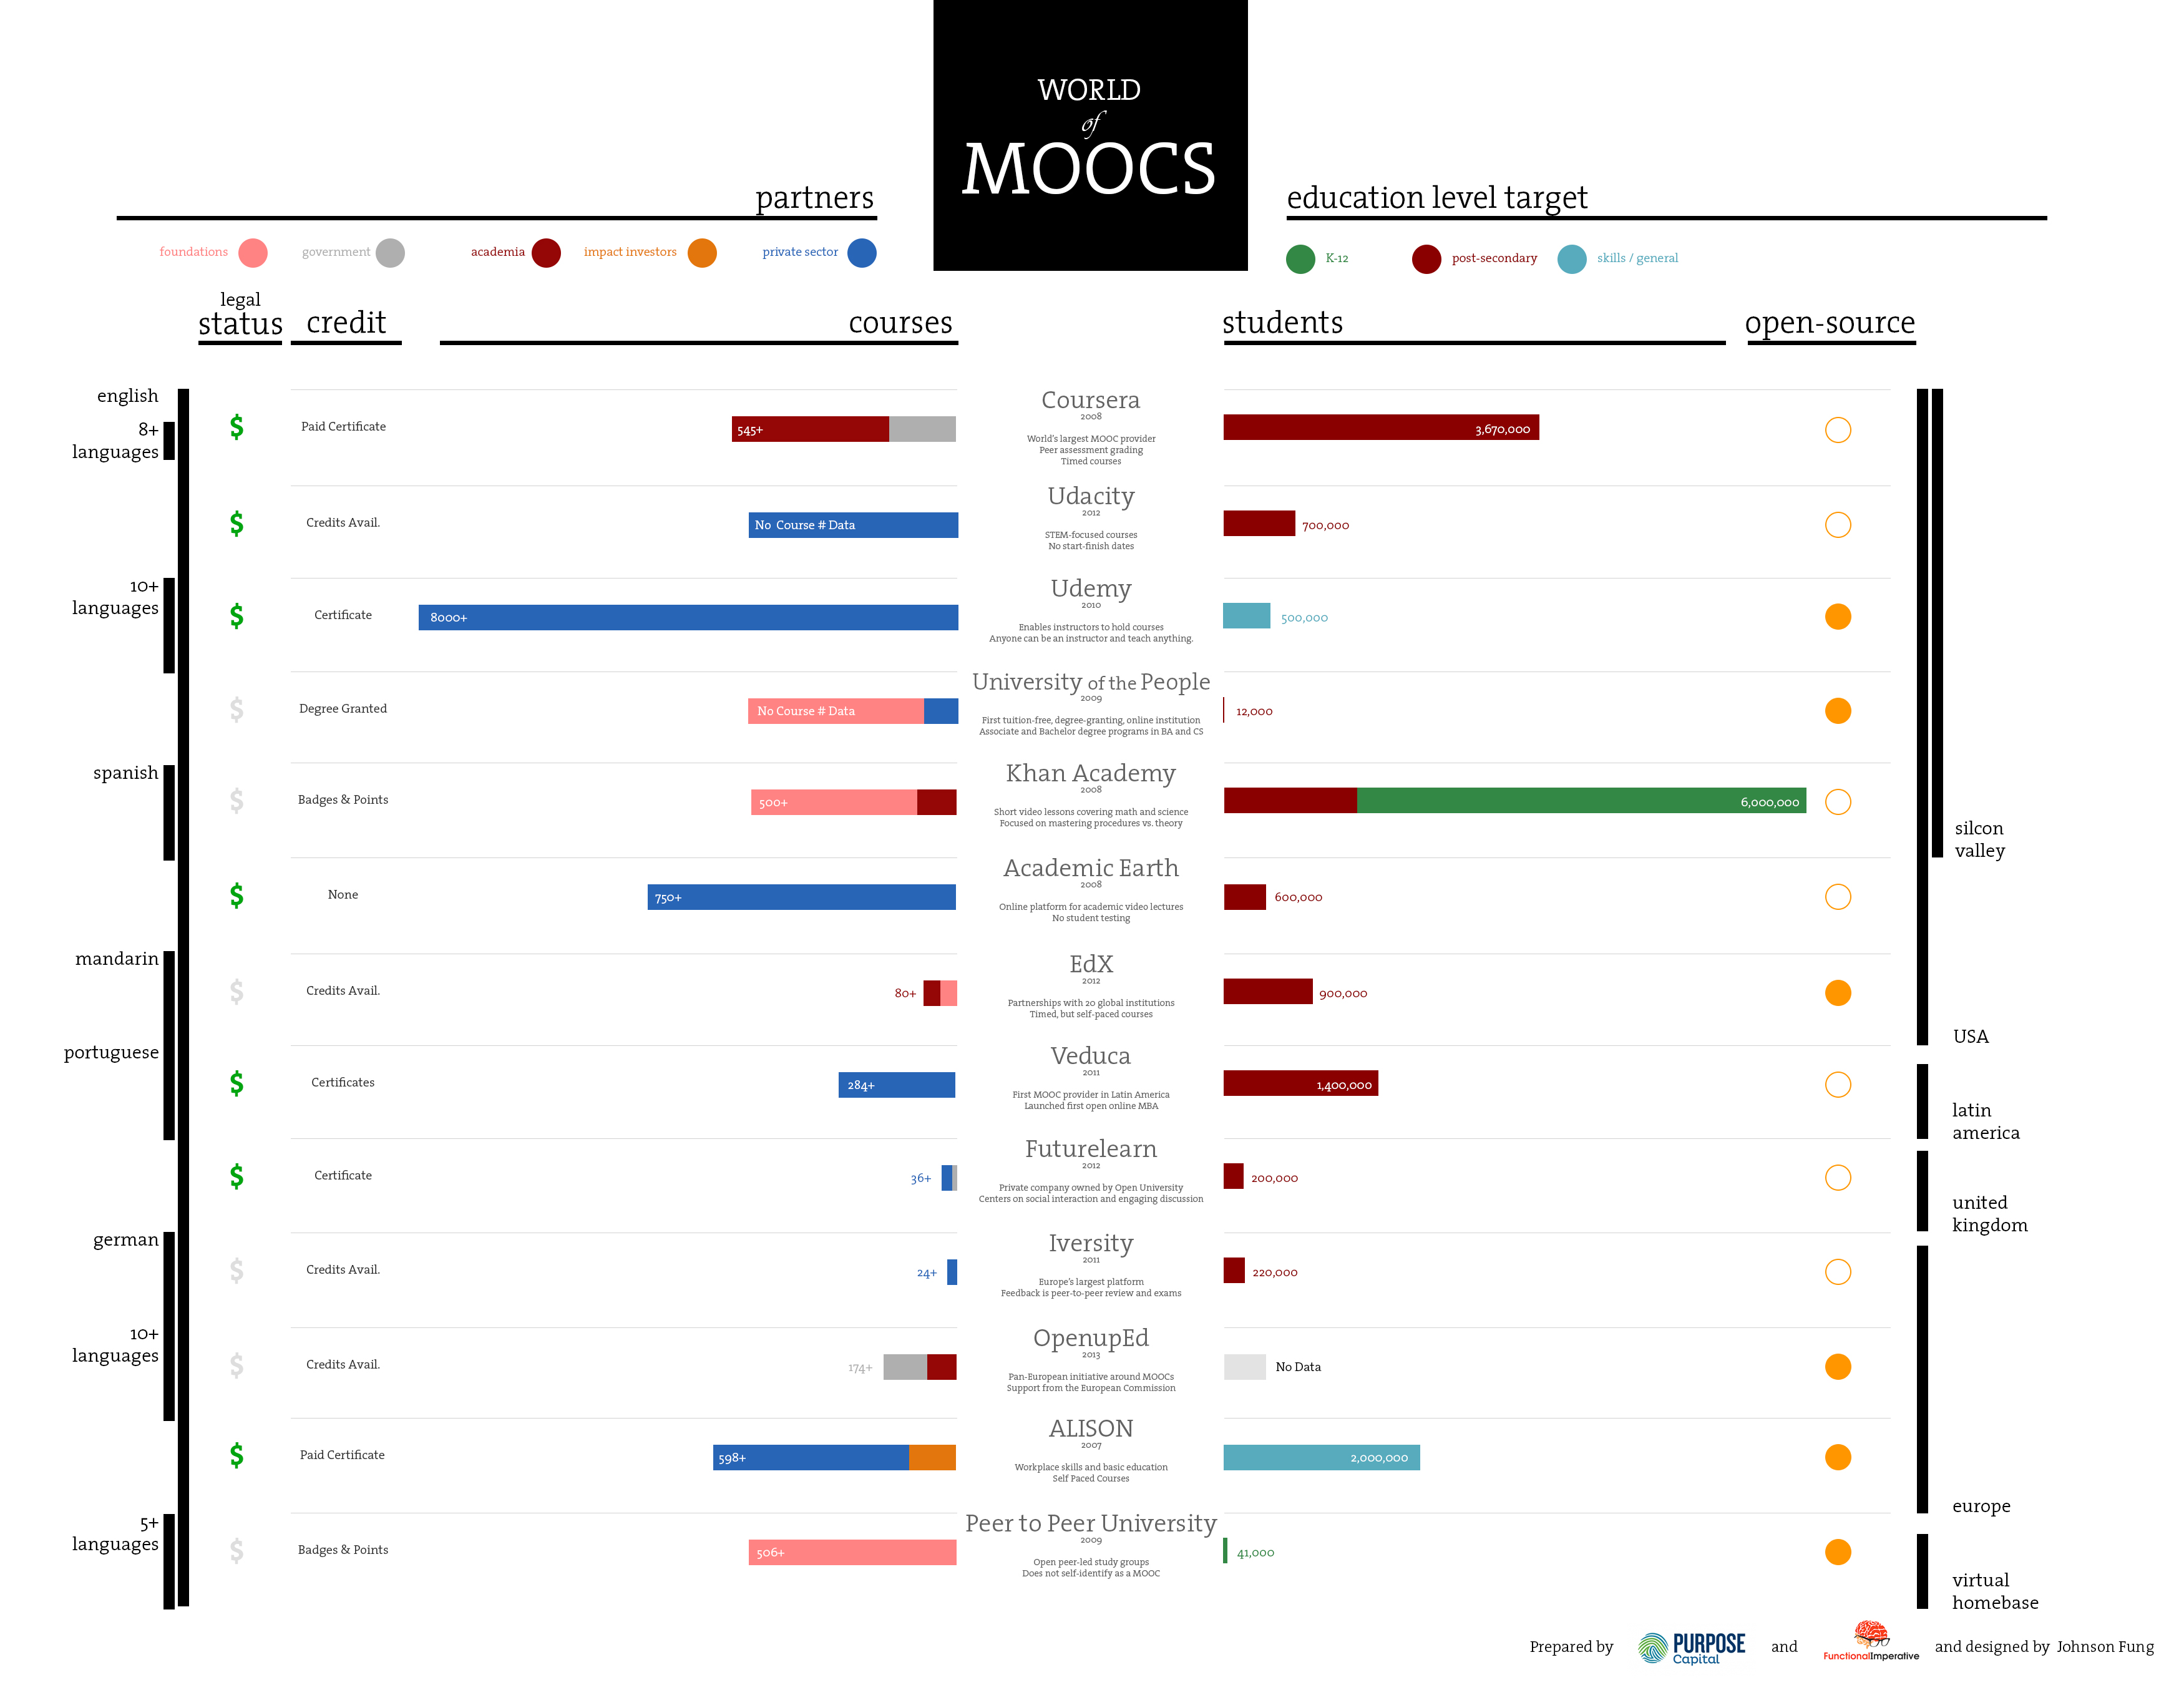 WORLD
of
MOOCS
partners
education level target
foundations
government
academia
impact investors
private sector
K-12
post-secondary
skills / general
legal
status
credit
courses
students
open-source
english
8+
languages
$
Paid Certificate
545+
Coursera
2008
World's largest MOOC provider
Peer assessment grading
Timed courses
3,670,000
$
Credits Avail.
No Course # Data
Udacity
2012
STEM-focused courses
No start-finish dates
700,000
10+
languages
$
Certificate
8000+
Udemy
2010
Enables instructors to hold courses
Anyone can be an instructor and teach anything.
500,000
$
Degree Granted
No Course # Data
University of the People
2009
First tuition-free, degree-granting, online institution
Associate and Bachelor degree programs in BA and CS
12,000
spanish
$
Badges & Points
500+
Khan Academy
2008
Short video lessons covering math and science
Focused on mastering procedures vs. theory
6,000,000
silcon
valley
$
None
750+
Academic Earth
2008
Online platform for academic video lectures
No student testing
600,000
mandarin
$
Credits Avail.
80+
EdX
2012
Partnerships with 20 global institutions
Timed, but self-paced courses
900,000
USA
portuguese
$
Certificates
284+
Veduca
2011
First MOOC provider in Latin America
Launched first open online MBA
1,400,000
latin
america
$
Certificate
36+
Futurelearn
2012
Private company owned by Open University
Centers on social interaction and engaging discussion
200,000
united
kingdom
german
$
Credits Avail.
24+
Iversity
2011
Europe's largest platform
Feedback is peer-to-peer review and exams
220,000
10+
languages
$
Credits Avail.
174+
OpenupEd
2013
Pan-European initiative around MOOCs
Support from the European Commission
No Data
$
Paid Certificate
598+
ALISON
2007
Workplace skills and basic education
Self Paced Courses
2,000,000
europe
5+
languages
$
Badges & Points
506+
Peer to Peer University
2009
Open peer-led study groups
Does not self-identify as a MOOC
41,000
virtual
homebase
Prepared by
PURPOSE
Capital
and
FunctionalImperative
and designed by Johnson Fung